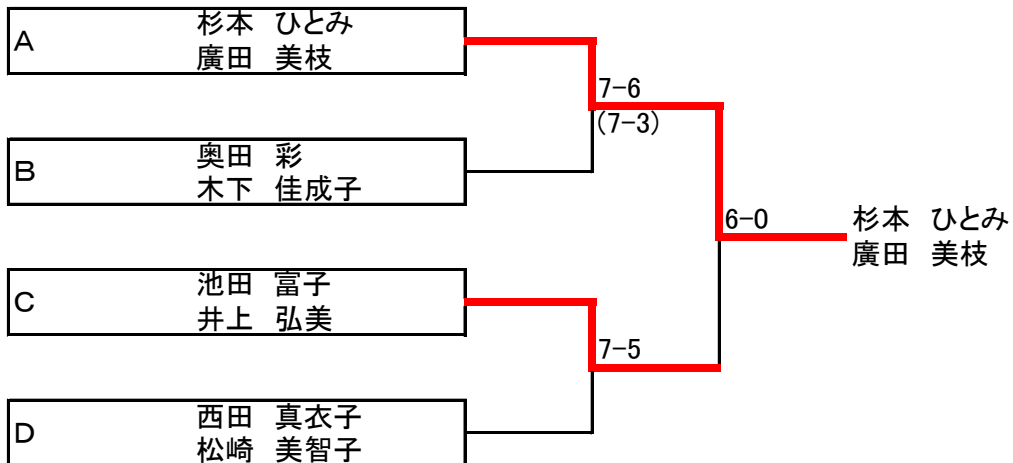 A
杉本 ひとみ
廣田 美枝
7-6
(7-3)
B
奥田 彩
木下 佳成子
6-0
杉本 ひとみ
廣田 美枝
C
池田 富子
井上 弘美
7-5
D
西田 真衣子
松崎 美智子